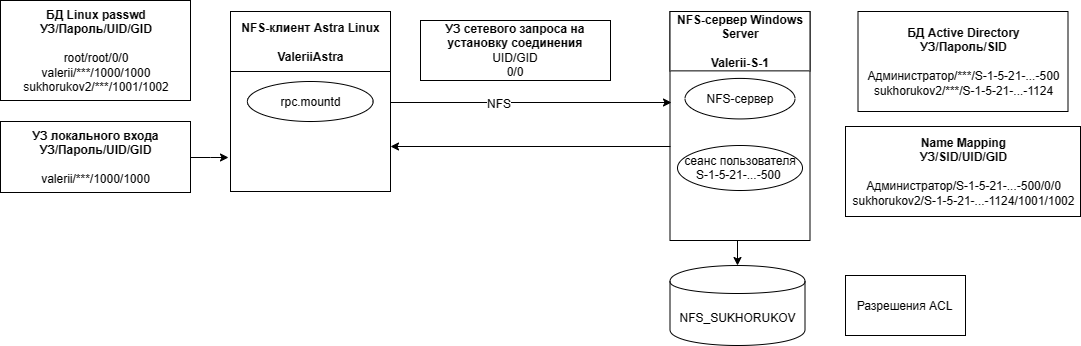 БД Linux passwd
УЗ/Пароль/UID/GID
root/root/0/0
valerii/***/1000/1000
sukhorukov2/***/1001/1002
УЗ локального входа
УЗ/Пароль/UID/GID
valerii/***/1000/1000
NFS-клиент Astra Linux
ValeriiAstra
rpc.mountd
УЗ сетевого запроса на
установку соединения
UID/GID
0/0
NFS
NFS-сервер Windows
Server
Valerii-S-1
NFS-сервер
сеанс пользователя
S-1-5-21-...-500
NFS_SUKHORUKOV
БД Active Directory
УЗ/Пароль/SID
Администратор/***/S-1-5-21-...-500
sukhorukov2/***/S-1-5-21-...-1124
Name Mapping
УЗ/SID/UID/GID
Администратор/S-1-5-21-...-500/0/0
sukhorukov2/S-1-5-21-...-1124/1001/1002
Разрешения ACL